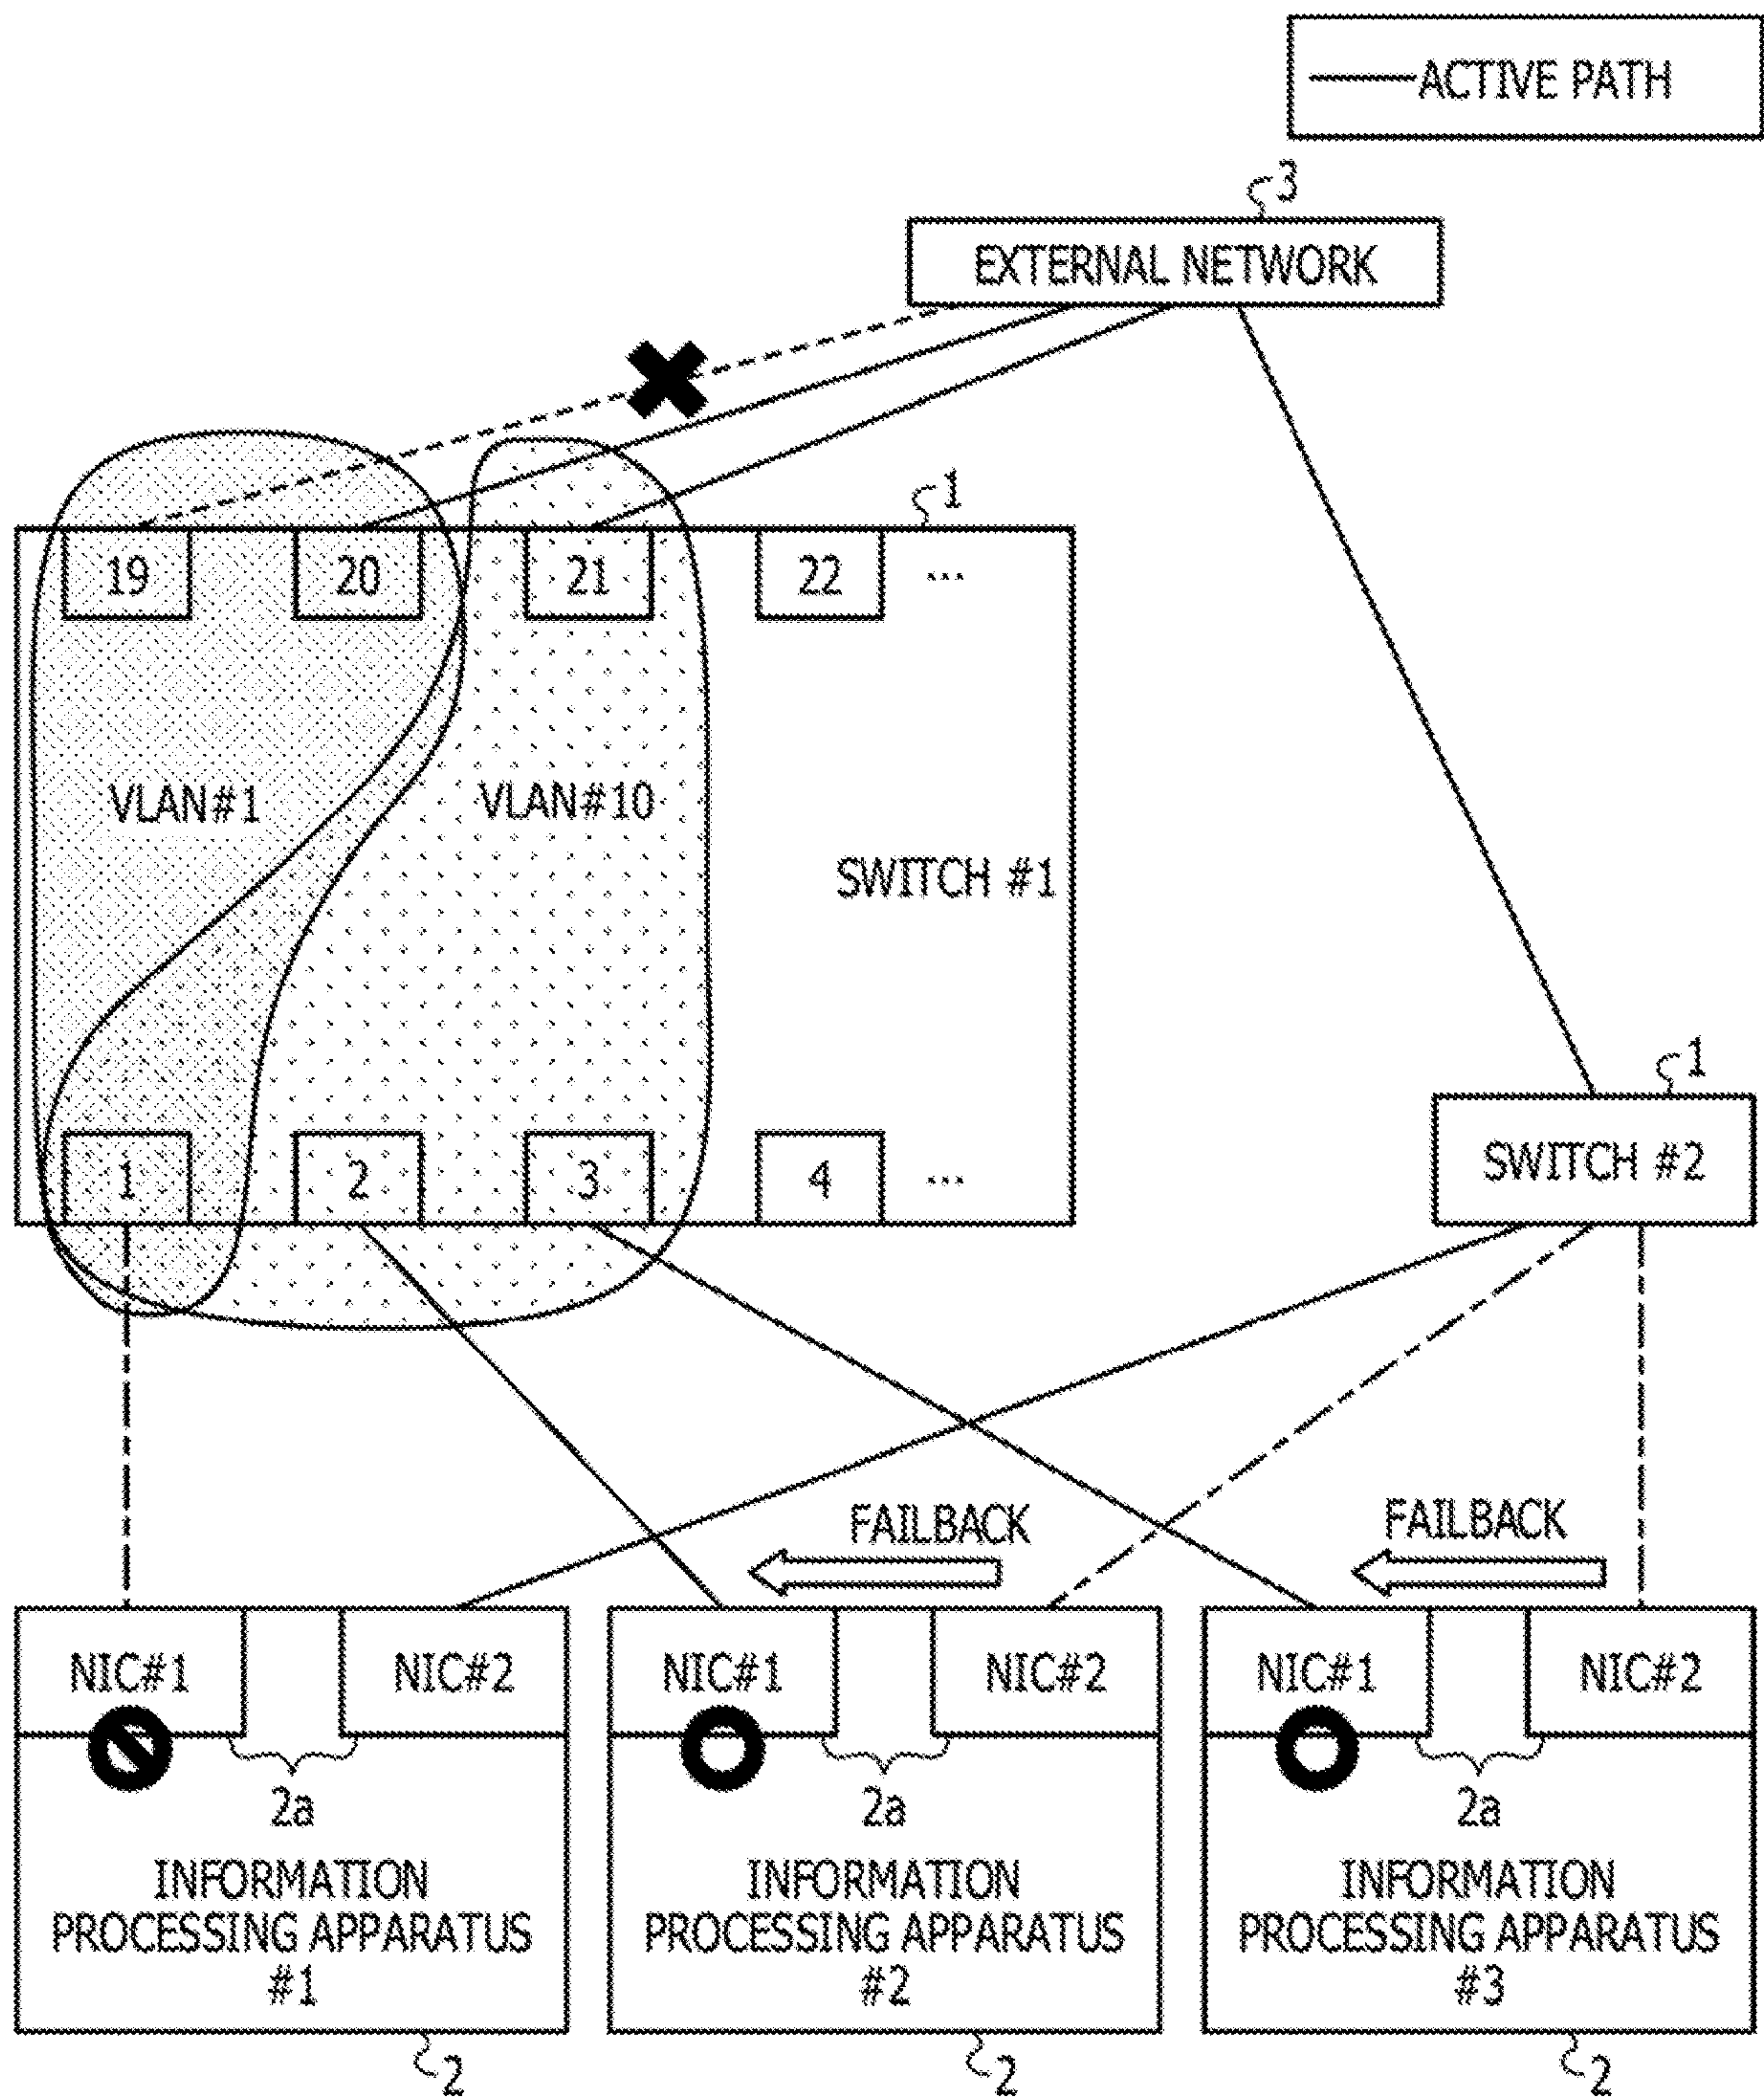 ACTIVE PATH
3
EXTERNAL NETWORK
1
19
20
21
22
...
VLAN#1
VLAN#10
SWITCH #1
1
SWITCH #2
1
2
3
4
...
FAILBACK
FAILBACK
NIC#1
NIC#2
NIC#1
NIC#2
NIC#1
NIC#2
2a
2a
2a
INFORMATION
PROCESSING APPARATUS
#1
INFORMATION
PROCESSING APPARATUS
#2
INFORMATION
PROCESSING APPARATUS
#3
2
2
2